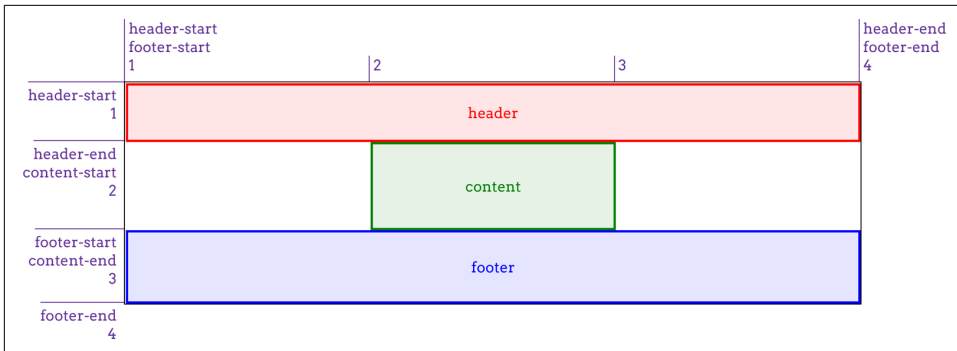 header-start
footer-start
1
2
3
header-end
footer-end
4
header-start
1
header
header-end
content-start
2
content
footer-start
content-end
3
footer
footer-end
4